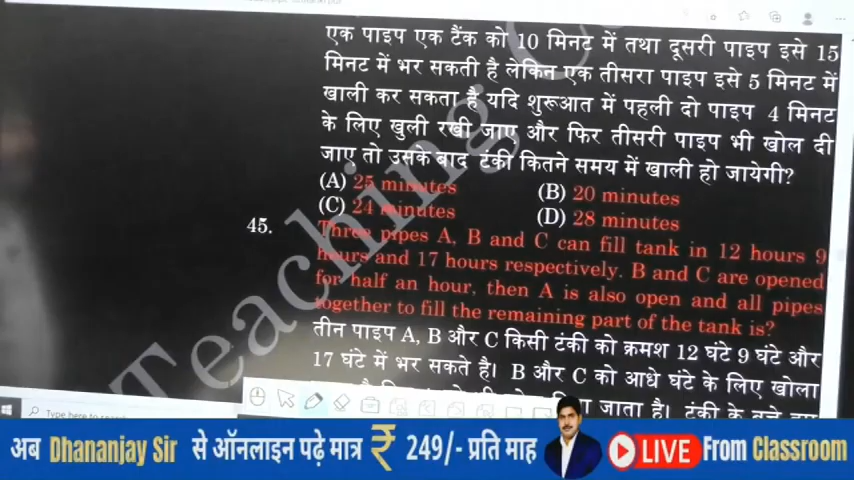 एक पाइप एक टैंक को 10 मिनट में तथा दूसरी पाइप इसे 15
मिनट में भर सकती है लेकिन एक तीसरा पाइप इसे 5 मिनट में
खाली कर सकता है यदि शुरूआत में पहली दो पाइप 4 मिनट
के लिए खुली रखी जाए और फिर तीसरी पाइप भी खोल दी
जाए तो उसके बाद टंकी कितने समय में खाली हो जायेगी?
(A) 25 minutes (B) 20 minutes
(C) 24 minutes (D) 28 minutes
45. Three pipes A, B and C can fill tank in 12 hours 9
hours and 17 hours respectively. B and C are opened
for half an hour, then A is also open and all pipes
together to fill the remaining part of the tank is?
तीन पाइप A, B और C किसी टंकी को क्रमश 12 घंटे 9 घंटे और
17 घंटे में भर सकते है। B और C को आधे घंटे के लिए खोला
जाता है। टंकी के
Teaching
Type here to search
अब Dhananjay Sir से ऑनलाइन पढ़े मात्र ₹ 249/- प्रति माह LIVE From Classroom